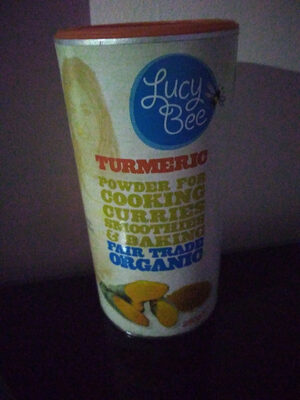 Lucy
Bee
TURMERIC
POWDER FOR
COOKING
CURRIES
SMOOTHIES
& BAKING
FAIR TRADE
ORGANIC